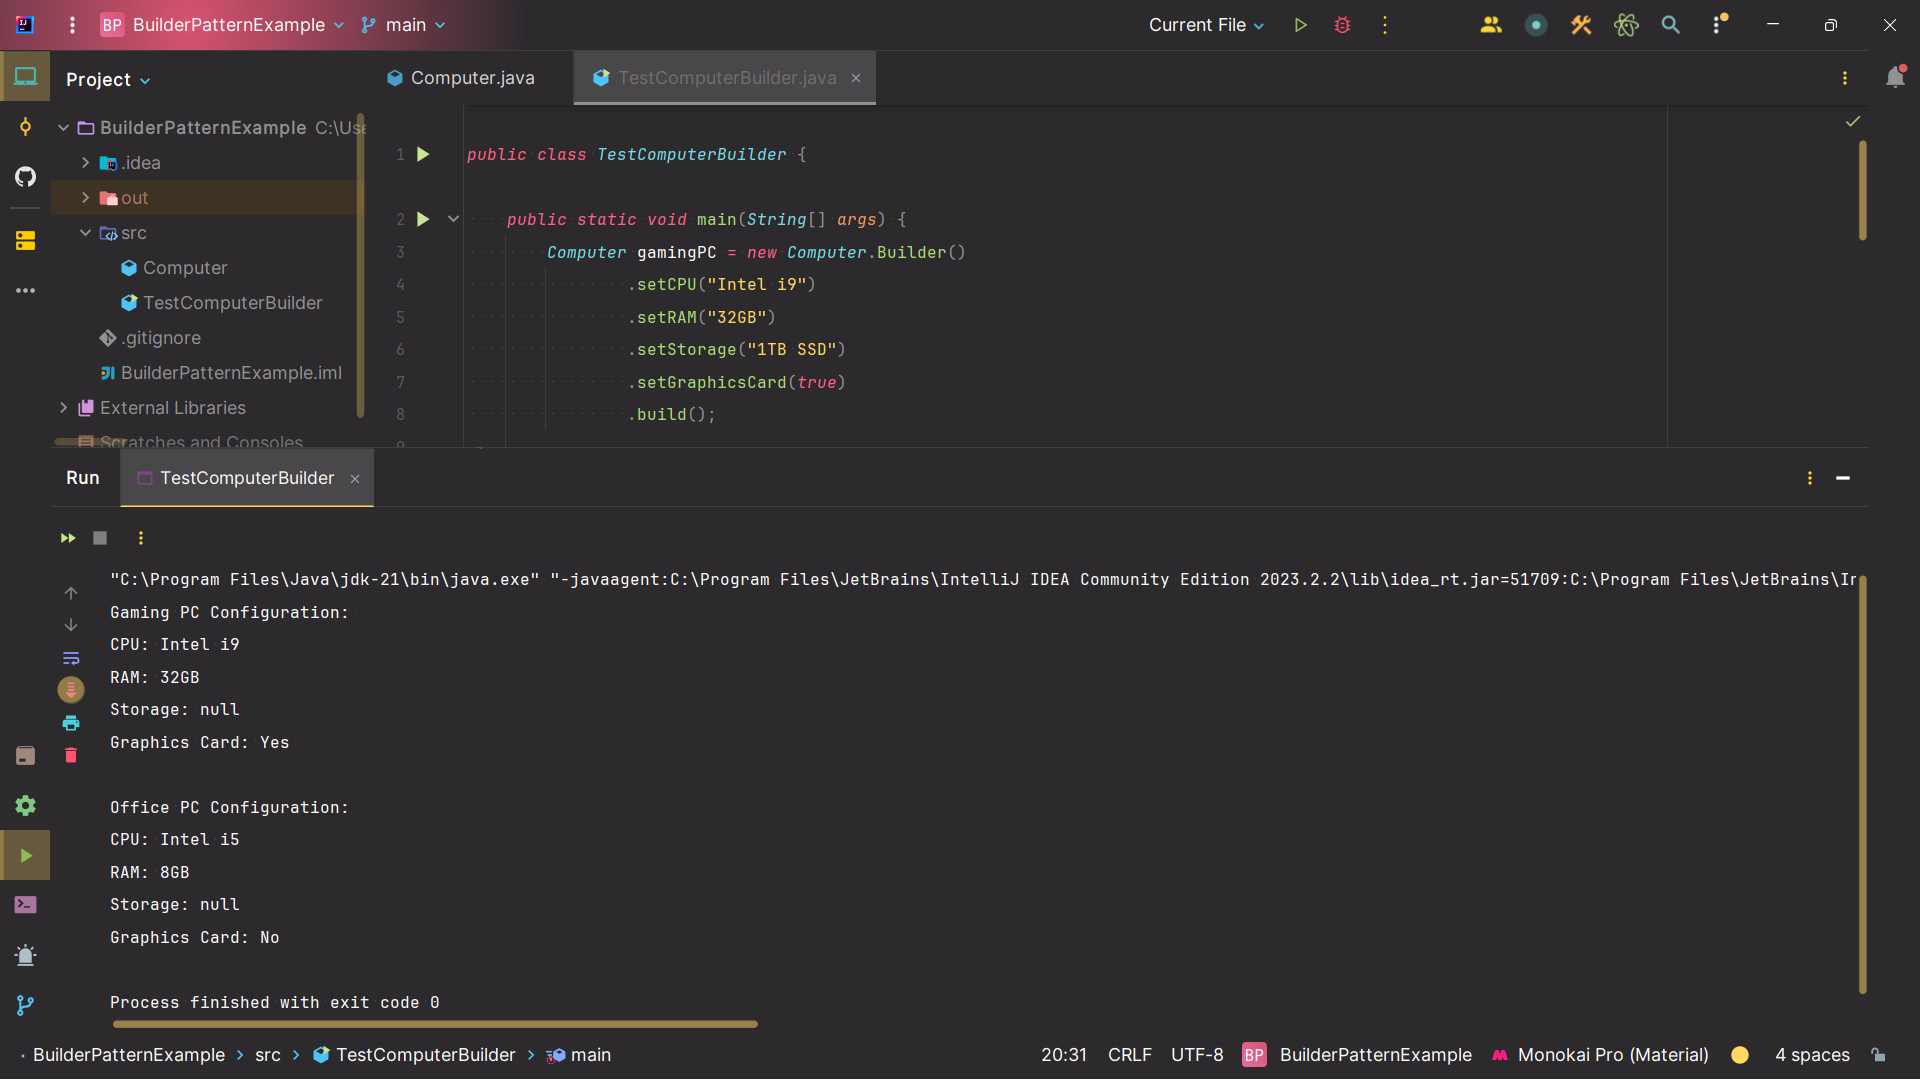 BP BuilderPatternExample main Current File
Project
Computer.java TestComputerBuilder.java
BuilderPatternExample C:\Use
.idea
out
src
Computer
TestComputerBuilder
.gitignore
BuilderPatternExample.iml
External Libraries
Scratches and Consoles
1 public class TestComputerBuilder {
2 public static void main(String[] args) {
3 Computer gamingPC = new Computer.Builder()
4 .setCPU("Intel i9")
5 .setRAM("32GB")
6 .setStorage("1TB SSD")
7 .setGraphicsCard(true)
8 .build();
9
Run TestComputerBuilder
"C:\Program Files\Java\jdk-21\bin\java.exe" "-javaagent:C:\Program Files\JetBrains\IntelliJ IDEA Community Edition 2023.2.2\lib\idea_rt.jar=51709:C:\Program Files\JetBrains\In
Gaming PC Configuration:
CPU: Intel i9
RAM: 32GB
Storage: null
Graphics Card: Yes
Office PC Configuration:
CPU: Intel i5
RAM: 8GB
Storage: null
Graphics Card: No
Process finished with exit code 0
BuilderPatternExample src TestComputerBuilder main 20:31 CRLF UTF-8 BP BuilderPatternExample Monokai Pro (Material) 4 spaces